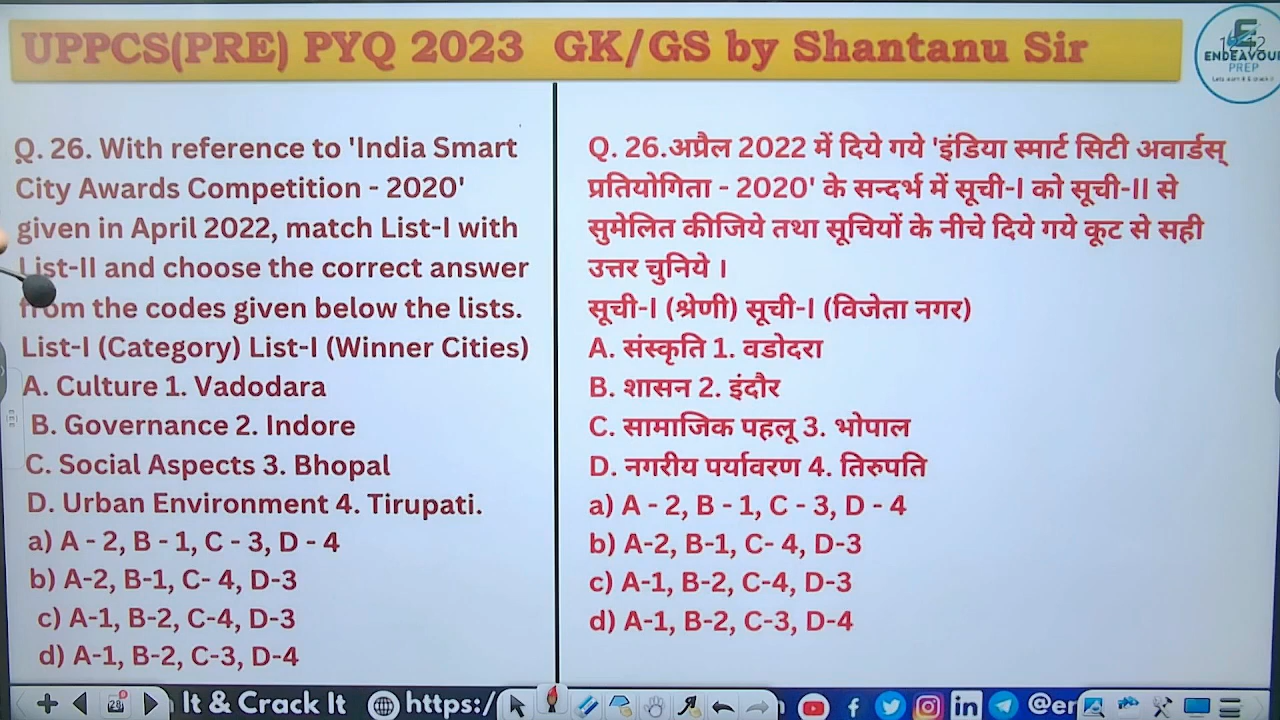 UPPCS(PRE) PYQ 2023 GK/GS by Shantanu Sir
ENDEAVOUR
PREP
Q. 26. With reference to 'India Smart
City Awards Competition - 2020'
given in April 2022, match List-I with
List-II and choose the correct answer
from the codes given below the lists.
List-I (Category) List-I (Winner Cities)
A. Culture 1. Vadodara
B. Governance 2. Indore
C. Social Aspects 3. Bhopal
D. Urban Environment 4. Tirupati.
a) A - 2, B - 1, C - 3, D - 4
b) A-2, B-1, C- 4, D-3
c) A-1, B-2, C-4, D-3
d) A-1, B-2, C-3, D-4
Q. 26.अप्रैल 2022 में दिये गये 'इंडिया स्मार्ट सिटी अवार्डस्
प्रतियोगिता - 2020' के सन्दर्भ में सूची-I को सूची-II से
सुमेलित कीजिये तथा सूचियों के नीचे दिये गये कूट से सही
उत्तर चुनिये ।
सूची-I (श्रेणी) सूची-I (विजेता नगर)
A. संस्कृति 1. वडोदरा
B. शासन 2. इंदौर
C. सामाजिक पहलू 3. भोपाल
D. नगरीय पर्यावरण 4. तिरुपति
a) A - 2, B - 1, C - 3, D - 4
b) A-2, B-1, C- 4, D-3
c) A-1, B-2, C-4, D-3
d) A-1, B-2, C-3, D-4
It & Crack It https:/ @er